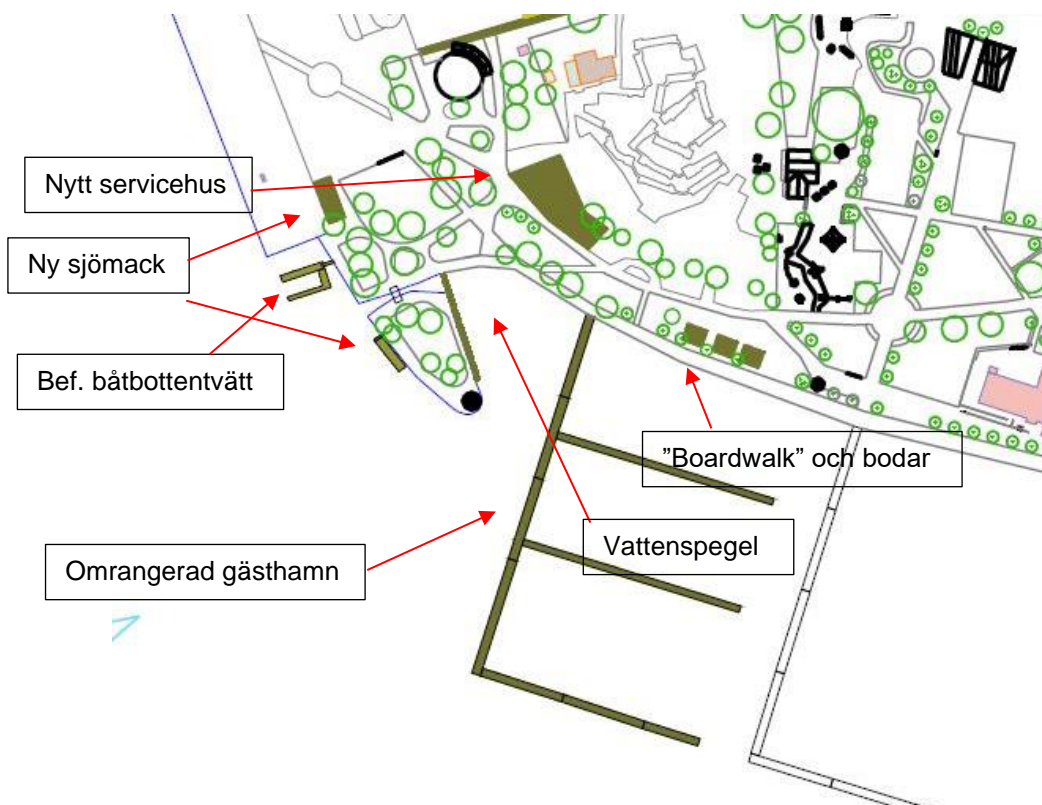 Nytt servicehus
Ny sjömack
Bef. båtbottentvätt
”Boardwalk” och bodar
Vattenspegel
Omrangerad gästhamn